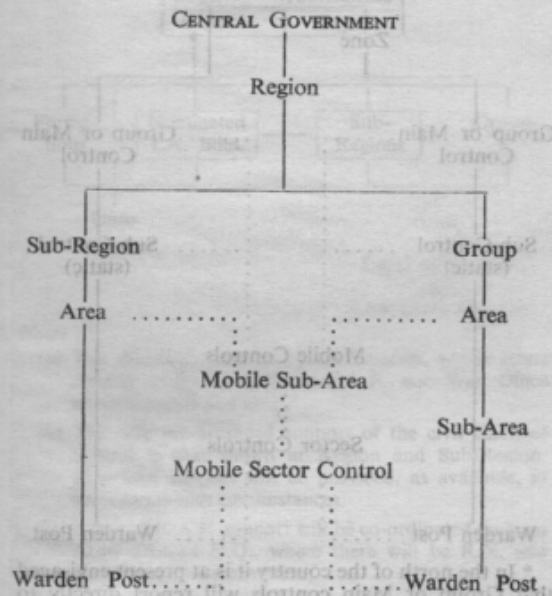 CENTRAL GOVERNMENT
Region
Sub-Region Group
Area Area
Mobile Sub-Area
Sub-Area
Mobile Sector Control
Warden Post Warden Post